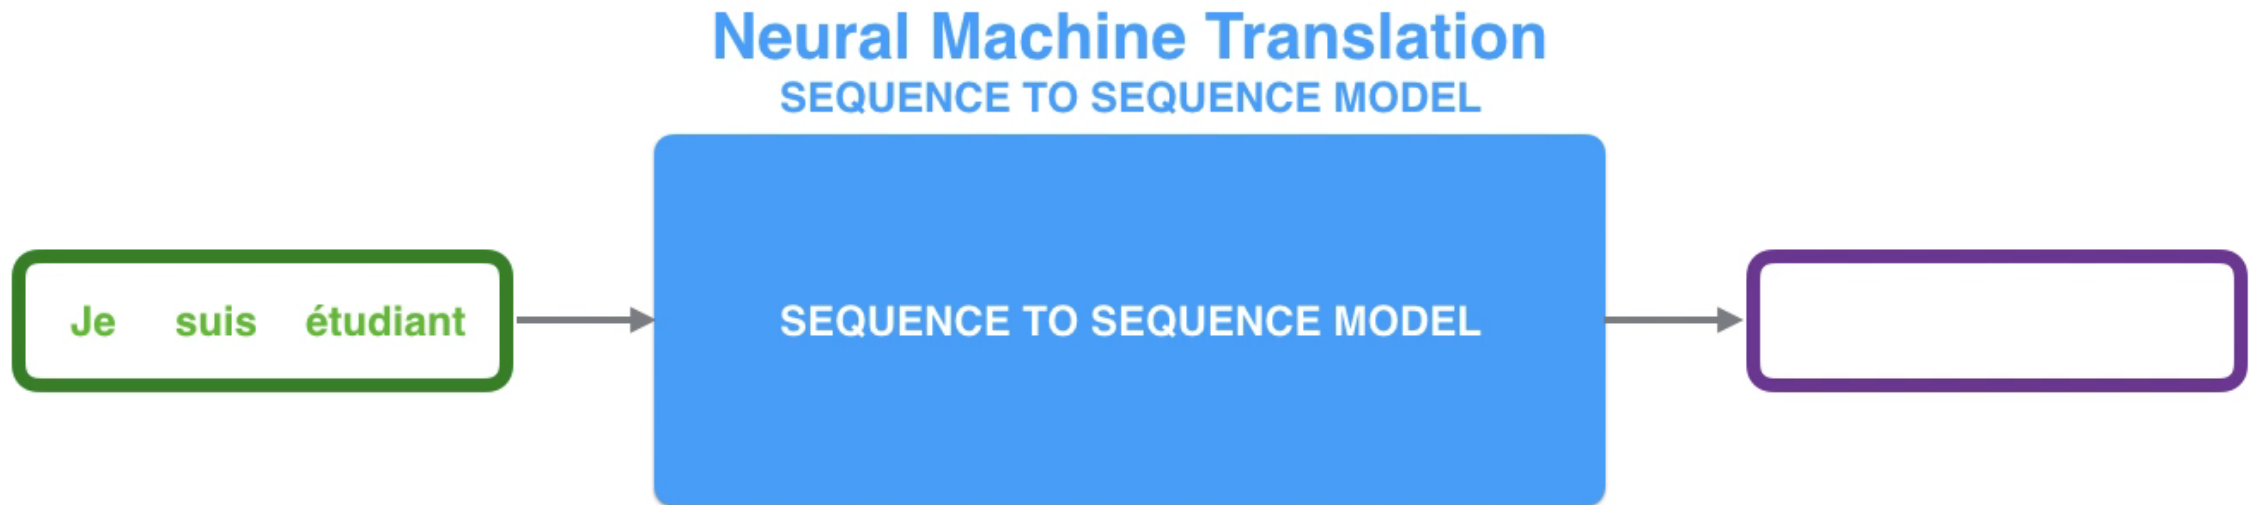 Neural Machine Translation
SEQUENCE TO SEQUENCE MODEL
Je suis étudiant
SEQUENCE TO SEQUENCE MODEL